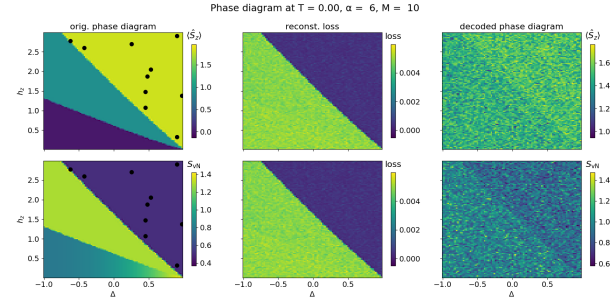 Phase diagram at T = 0.00, α = 6, M = 10
orig. phase diagram
⟨Ŝz⟩
reconst. loss
loss
decoded phase diagram
⟨Ŝz⟩
2.5
2.0
1.5
1.0
0.5
hz
1.5
1.0
0.5
0.0
0.004
0.002
0.000
1.6
1.4
1.2
1.0
SvN
loss
SvN
2.5
2.0
1.5
1.0
0.5
hz
1.4
1.2
1.0
0.8
0.6
0.4
0.004
0.002
0.000
1.4
1.2
1.0
0.8
0.6
−1.0 −0.5 0.0 0.5
−1.0 −0.5 0.0 0.5
−1.0 −0.5 0.0 0.5
Δ
Δ
Δ